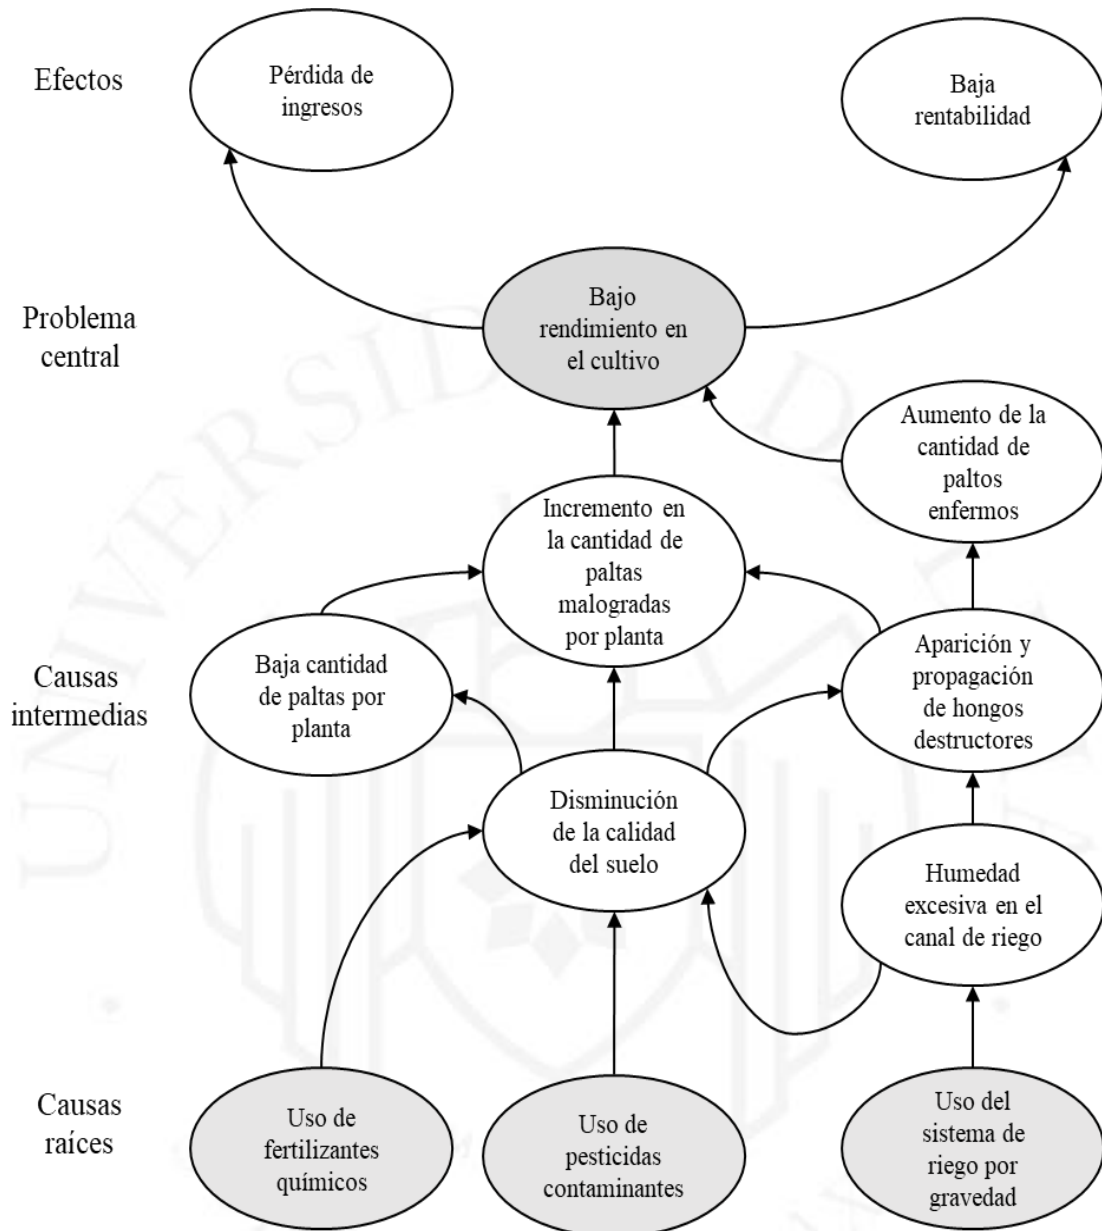 Efectos
Pérdida de
ingresos
Baja
rentabilidad
Problema
central
Bajo
rendimiento en
el cultivo
Aumento de la
cantidad de
paltos
enfermos
Incremento en
la cantidad de
paltas
malogradas
por planta
Causas
intermedias
Baja cantidad
de paltas por
planta
Aparición y
propagación
de hongos
destructores
Disminución
de la calidad
del suelo
Humedad
excesiva en el
canal de riego
Causas
raíces
Uso de
fertilizantes
químicos
Uso de
pesticidas
contaminantes
Uso del
sistema de
riego por
gravedad